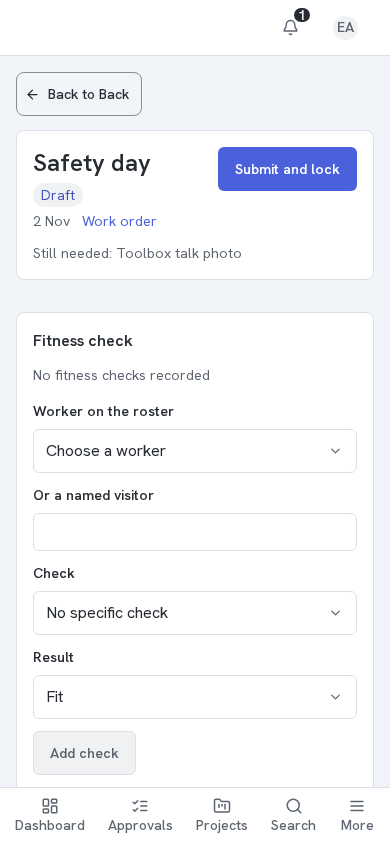 1
EA
Back to Back
Safety day
Submit and lock
Draft
2 Nov Work order
Still needed: Toolbox talk photo
Fitness check
No fitness checks recorded
Worker on the roster
Choose a worker
Or a named visitor
Check
No specific check
Result
Fit
Add check
Dashboard Approvals Projects Search More